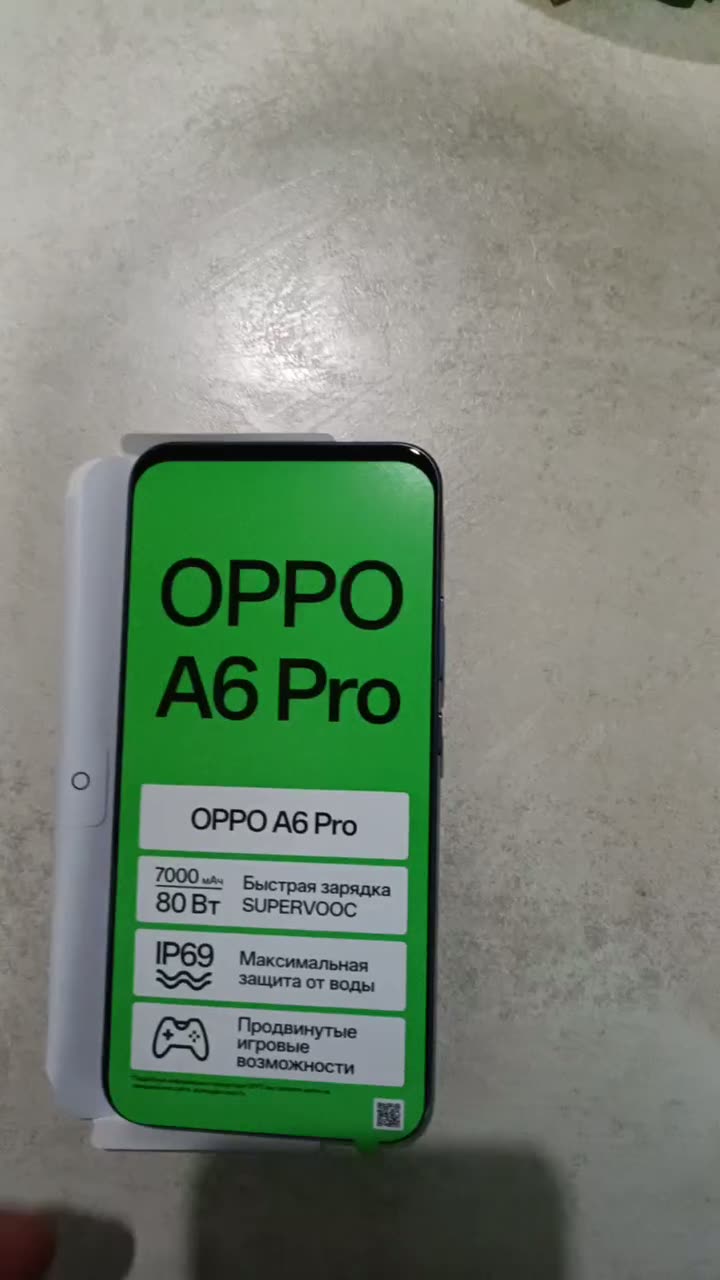 OPPO
A6 Pro
OPPO A6 Pro
7000 мАч
80 Вт
Быстрая зарядка
SUPERVOOC
IP69
Максимальная
защита от воды
Продвинутые
игровые
возможности